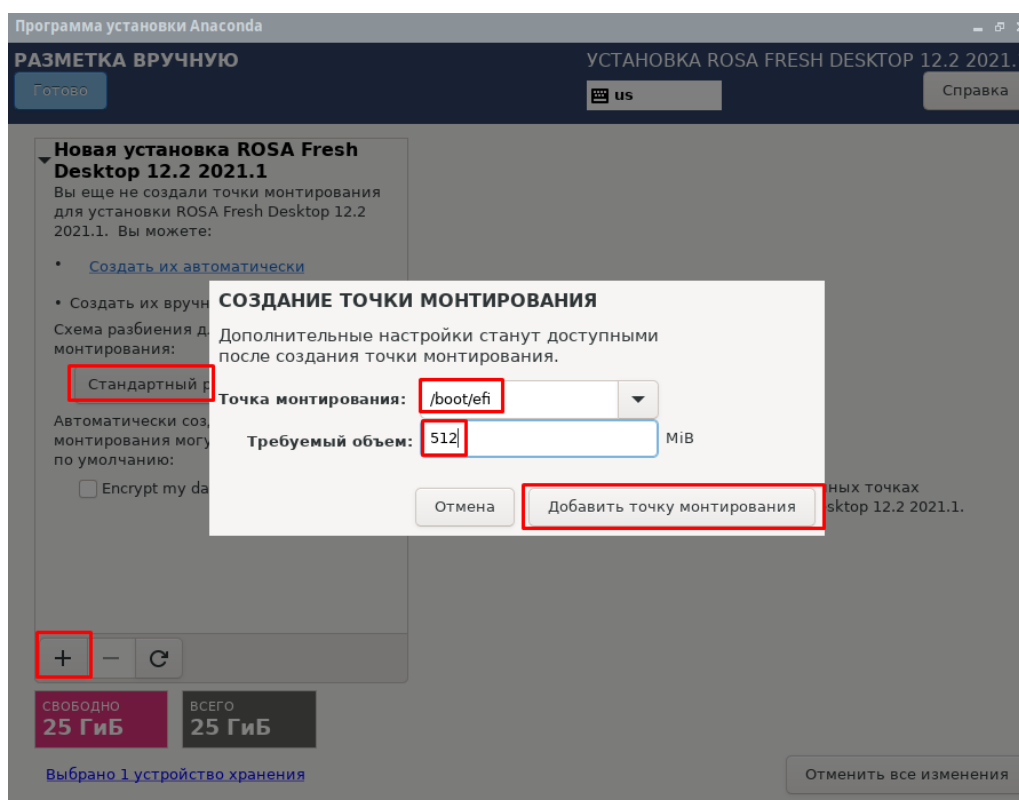 Программа установки Anaconda
РАЗМЕТКА ВРУЧНУЮ
УСТАНОВКА ROSA FRESH DESKTOP 12.2 2021.
Готово
us
Справка
Новая установка ROSA Fresh
Desktop 12.2 2021.1
Вы еще не создали точки монтирования
для установки ROSA Fresh Desktop 12.2
2021.1. Вы можете:
• Создать их автоматически
• Создать их вручн
Схема разбиения д
монтирования:
Стандартный р
Автоматически соз
монтирования могу
по умолчанию:
Encrypt my da
СОЗДАНИЕ ТОЧКИ МОНТИРОВАНИЯ
Дополнительные настройки станут доступными
после создания точки монтирования.
Точка монтирования: /boot/efi
Требуемый объем: 512 MiB
Отмена
Добавить точку монтирования
ных точках
sktop 12.2 2021.1.
+ −
СВОБОДНО
25 ГиБ
ВСЕГО
25 ГиБ
Выбрано 1 устройство хранения
Отменить все изменения